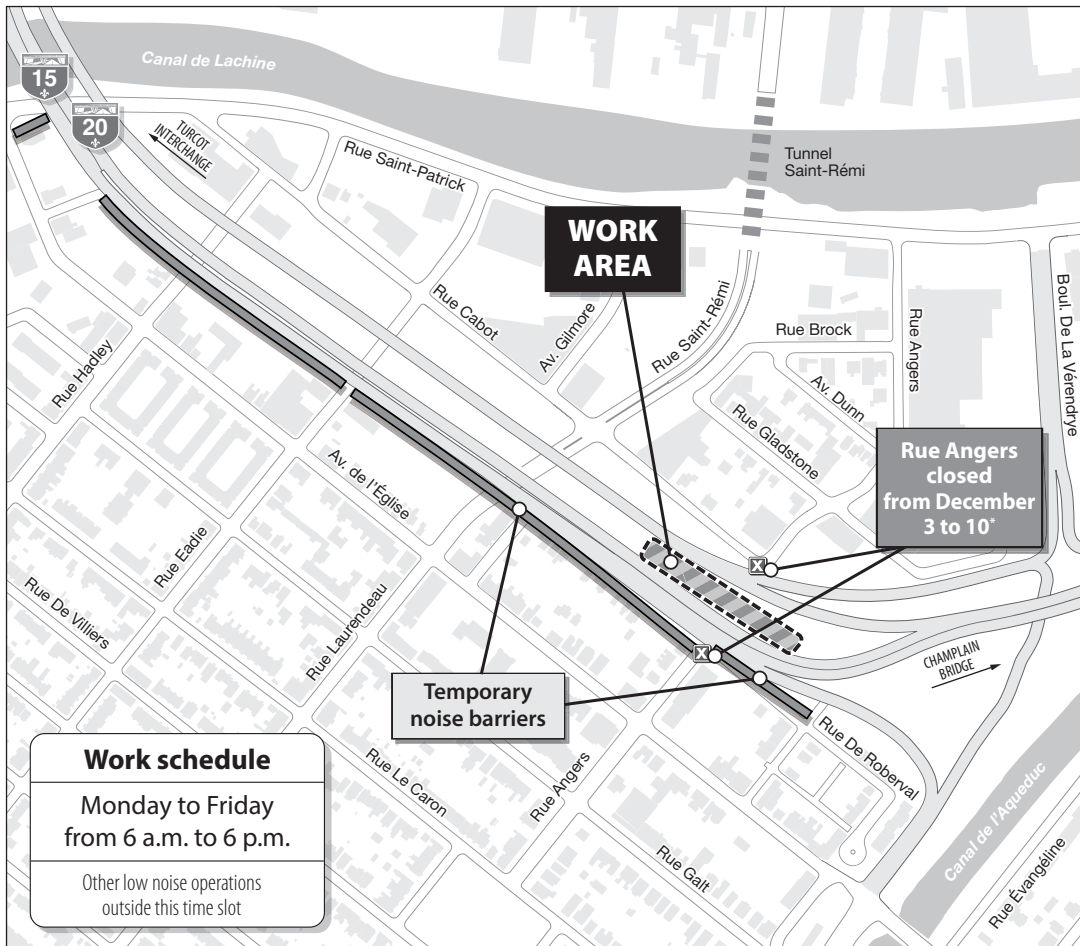 Canal de Lachine
15
20
TURCOT
INTERCHANGE
Rue Saint-Patrick
Tunnel
Saint-Rémi
WORK
AREA
Rue Cabot
Av. Gilmore
Rue Saint-Rémi
Rue Brock
Rue Angers
Boul. De La Vérendrye
Rue Hadley
Av. Dunn
Rue Gladstone
Rue Angers
closed
from December
3 to 10*
Av. de l'Église
Rue Eadie
Rue De Villiers
Rue Laurendeau
X
X
CHAMPLAIN
BRIDGE
Temporary
noise barriers
Rue De Roberval
Rue Le Caron
Rue Angers
Rue Galt
Canal de l'Aqueduc
Rue Évangéline
Work schedule
Monday to Friday
from 6 a.m. to 6 p.m.
Other low noise operations
outside this time slot